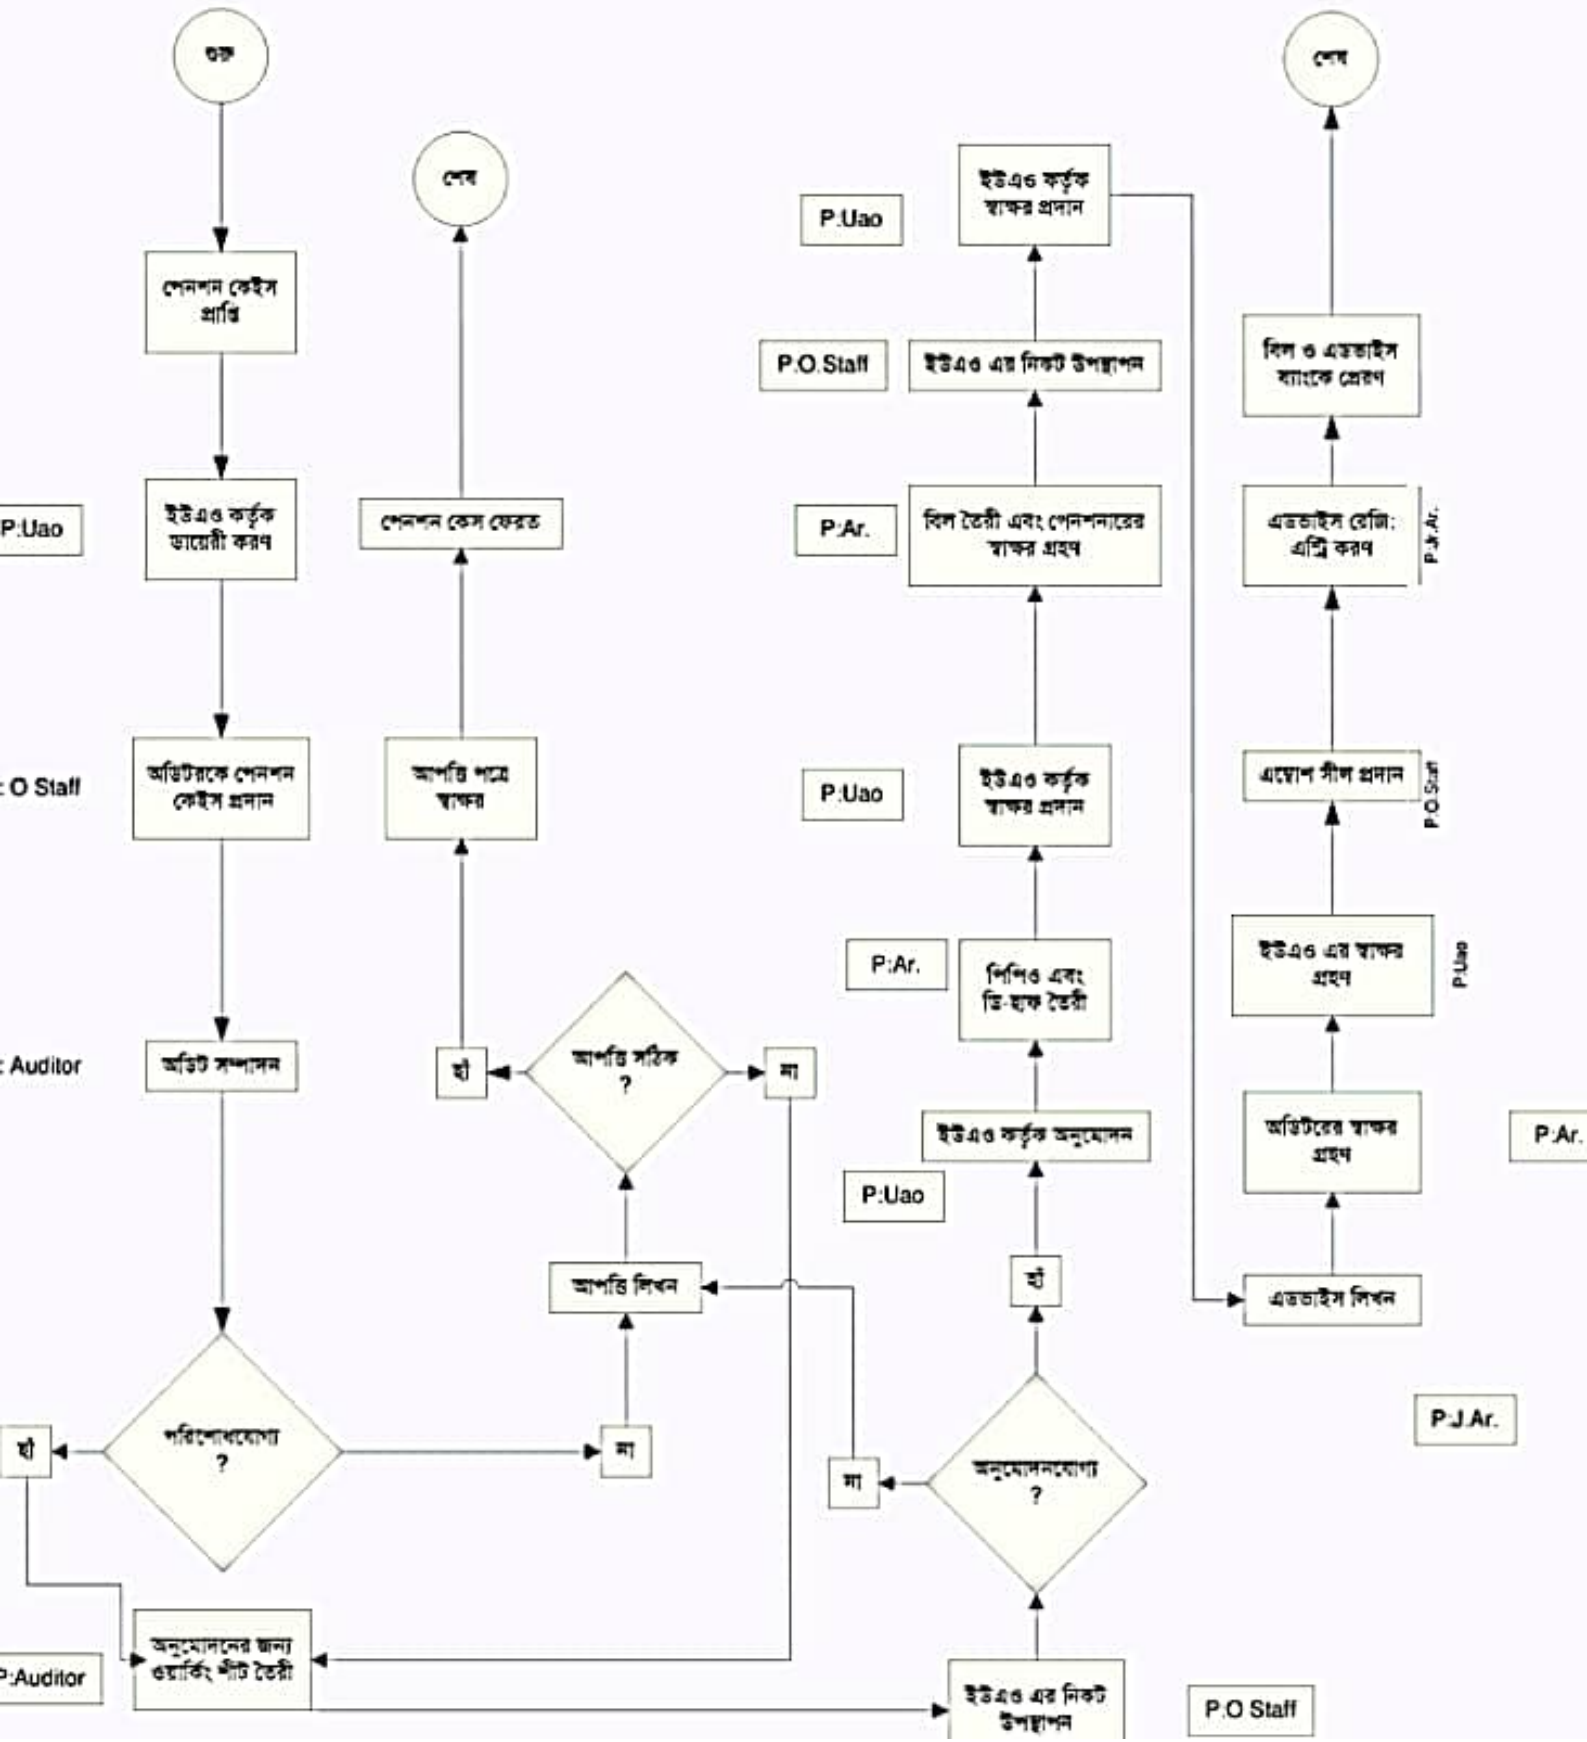 শুরু
পেনশন কেইস
প্রাপ্তি
P:Uao
ইউএও কর্তৃক
ডায়েরী করণ
: O Staff
অডিটরকে পেনশন
কেইস প্রদান
: Auditor
অডিট সম্পাদন
পরিশোধযোগ্য
?
হাঁ
না
P:Auditor
অনুমোদনের জন্য
ওয়ার্কিং শীট তৈরী
শেষ
পেনশন কেস ফেরত
আপত্তি পত্রে
স্বাক্ষর
হাঁ
আপত্তি সঠিক
?
না
আপত্তি লিখন
P:Uao
ইউএও কর্তৃক
স্বাক্ষর প্রদান
P.O.Staff
ইউএও এর নিকট উপস্থাপন
P:Ar.
বিল তৈরী এবং পেনশনারের
স্বাক্ষর গ্রহণ
P:Uao
ইউএও কর্তৃক
স্বাক্ষর প্রদান
P:Ar.
পিপিও এবং
ডি-হাফ তৈরী
ইউএও কর্তৃক অনুমোদন
P:Uao
হাঁ
না
অনুমোদনযোগ্য
?
ইউএও এর নিকট
উপস্থাপন
P.O Staff
শেষ
বিল ও এডভাইস
ব্যাংকে প্রেরণ
এডভাইস রেজি:
এন্ট্রি করণ
P:Jr.Ar.
এম্বোশ সীল প্রদান
P.O.Staff
ইউএও এর স্বাক্ষর
গ্রহণ
P:Uao
অডিটরের স্বাক্ষর
গ্রহণ
P:Ar.
এডভাইস লিখন
P:J.Ar.